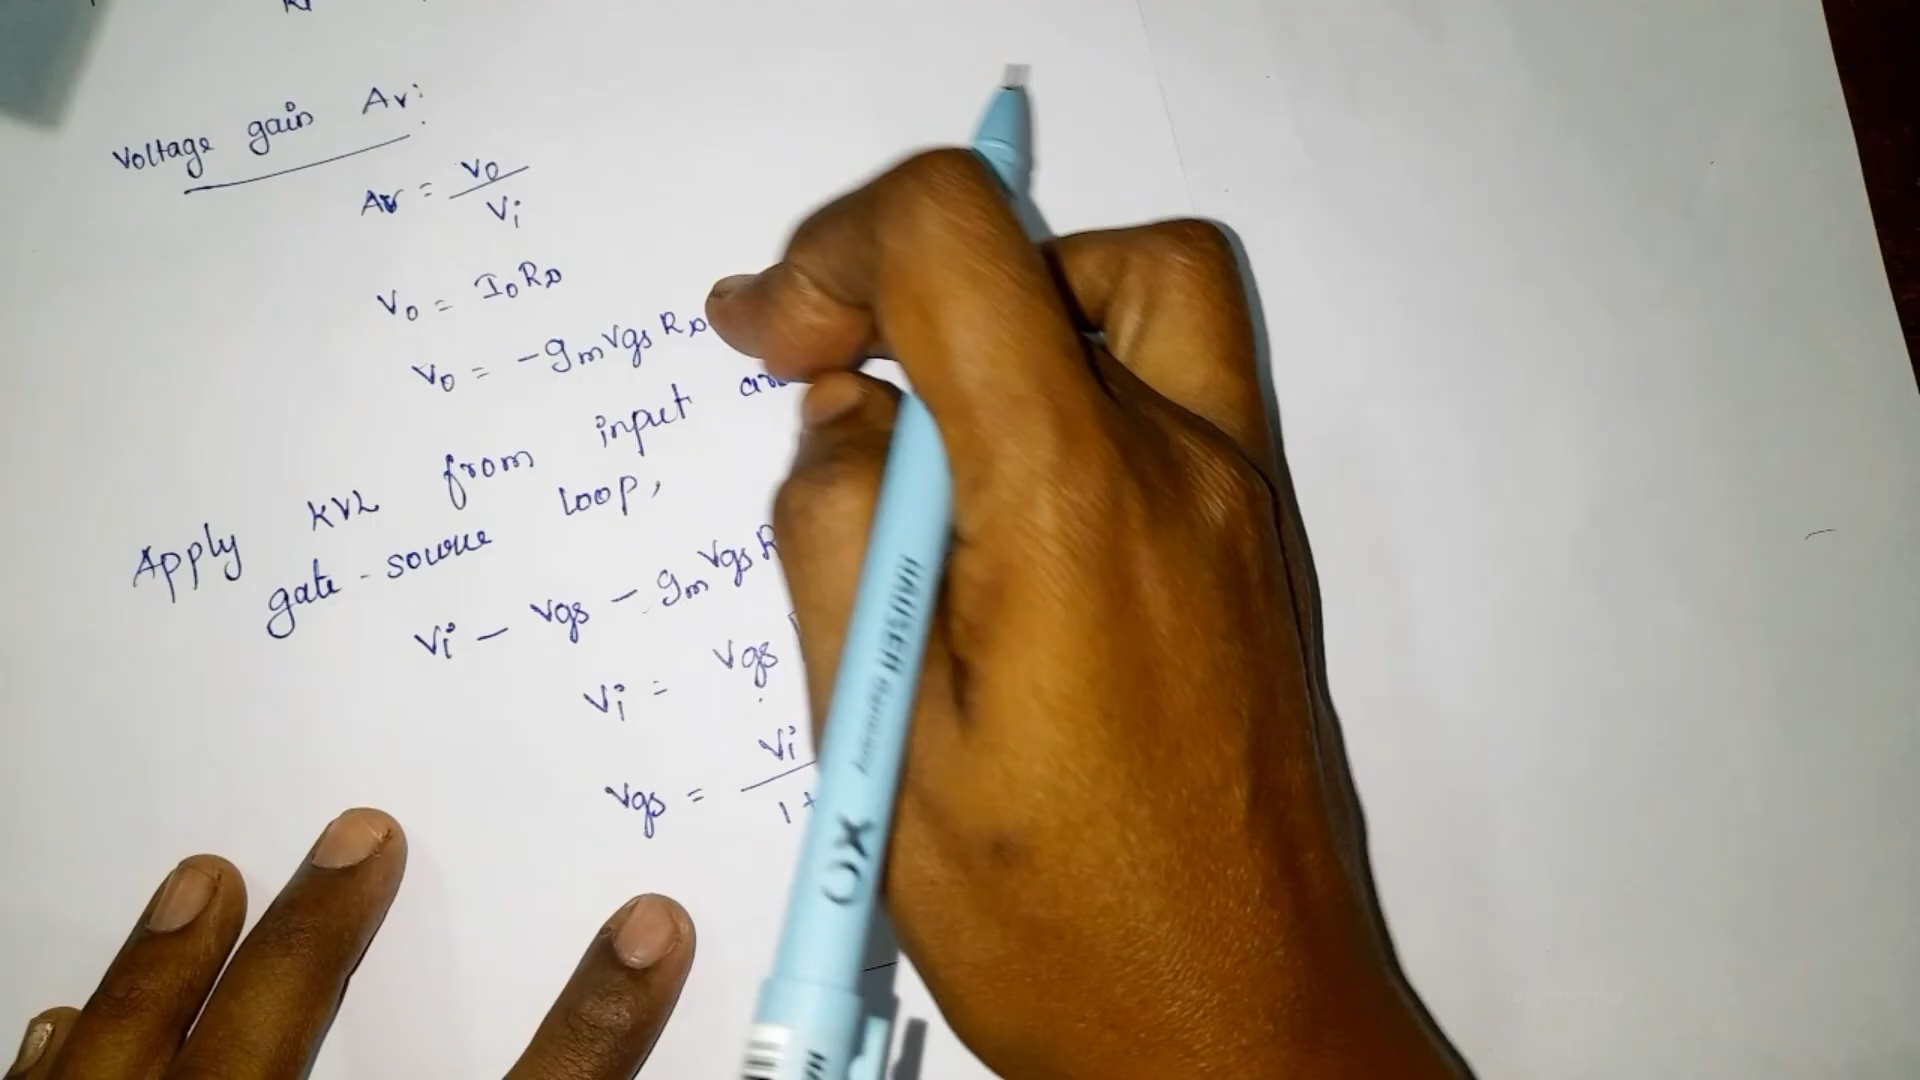 Voltage gain Av:
Av = Vo / Vi
Vo = IoRD
Vo = -gmVgsRD
Apply KVL from input
gate-source loop,
Vi - Vgs - gmVgsR
Vi = Vgs
Vgs = Vi / 1+
HAUSER
XO